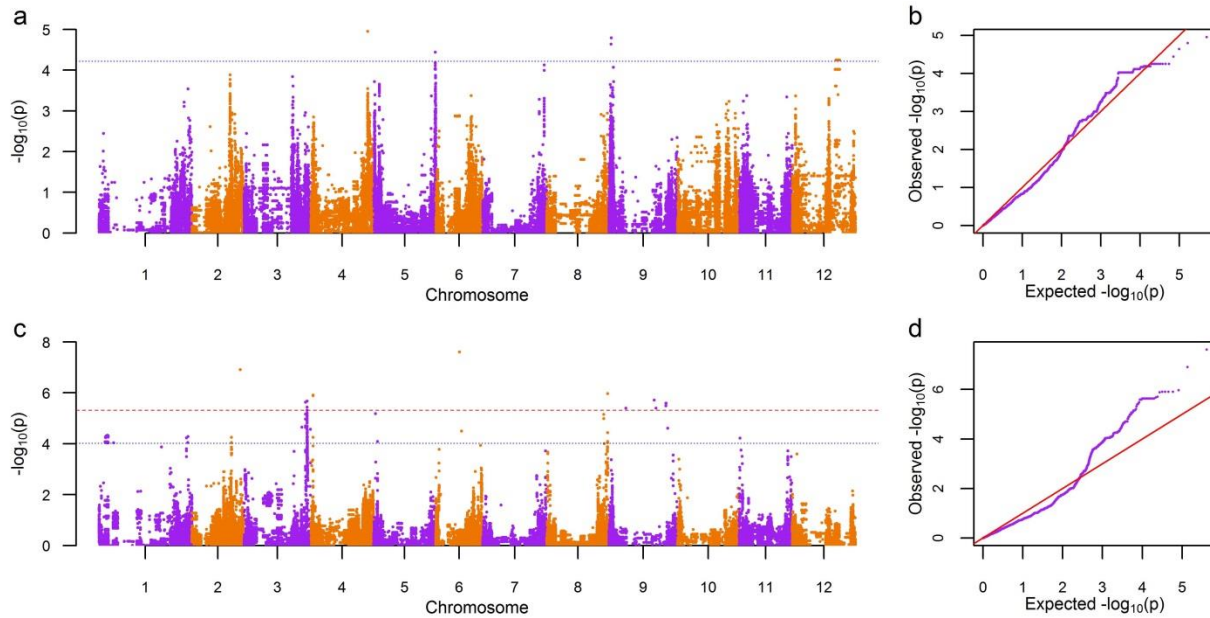 a
-log10(p)
5
4
3
2
1
0
1 2 3 4 5 6 7 8 9 10 11 12
Chromosome
b
Observed -log10(p)
5
4
3
2
1
0
0 1 2 3 4 5
Expected -log10(p)
c
-log10(p)
8
6
4
2
0
1 2 3 4 5 6 7 8 9 10 11 12
Chromosome
d
Observed -log10(p)
6
4
2
0
0 1 2 3 4 5
Expected -log10(p)